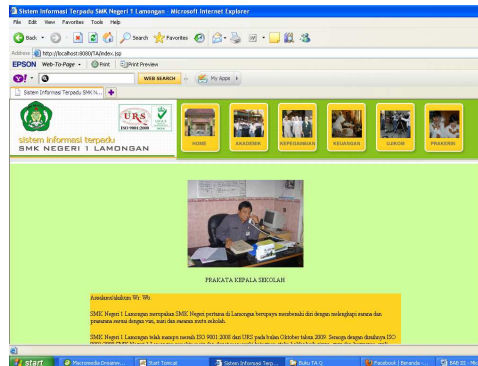 Sistem Informasi Terpadu SMK Negeri 1 Lamongan - Microsoft Internet Explorer
File Edit View Favorites Tools Help
Back Search Favorites
Address http://localhost:8080/TA/index.jsp
EPSON Web-To-Page Print Print Preview
Y! WEB SEARCH My Apps
Sistem Informasi Terpadu SMK N...
URS
ISO 9001:2008
sistem informasi terpadu
SMK NEGERI 1 LAMONGAN
HOME AKADEMIK KEPEGAWAIAN KEUANGAN UJIKOM PRAKERIN
PRAKATA KEPALA SEKOLAH
Assalamu'alaikum Wr. Wb.
SMK Negeri 1 Lamongan merupakan SMK Negeri pertama di Lamongan berupaya membenahi diri dengan melengkapi sarana dan
prasarana sesuai dengan visi, misi dan sasaran mutu sekolah.
SMK Negeri 1 Lamongan telah mampu meraih ISO 9001:2008 dari URS pada bulan Oktober tahun 2009. Semoga dengan diraihnya ISO
start Macromedia Dreamw... Start Tomcat Sistem Informasi Terp... Buku TA Q Facebook | Beranda -... BAB III - Mic